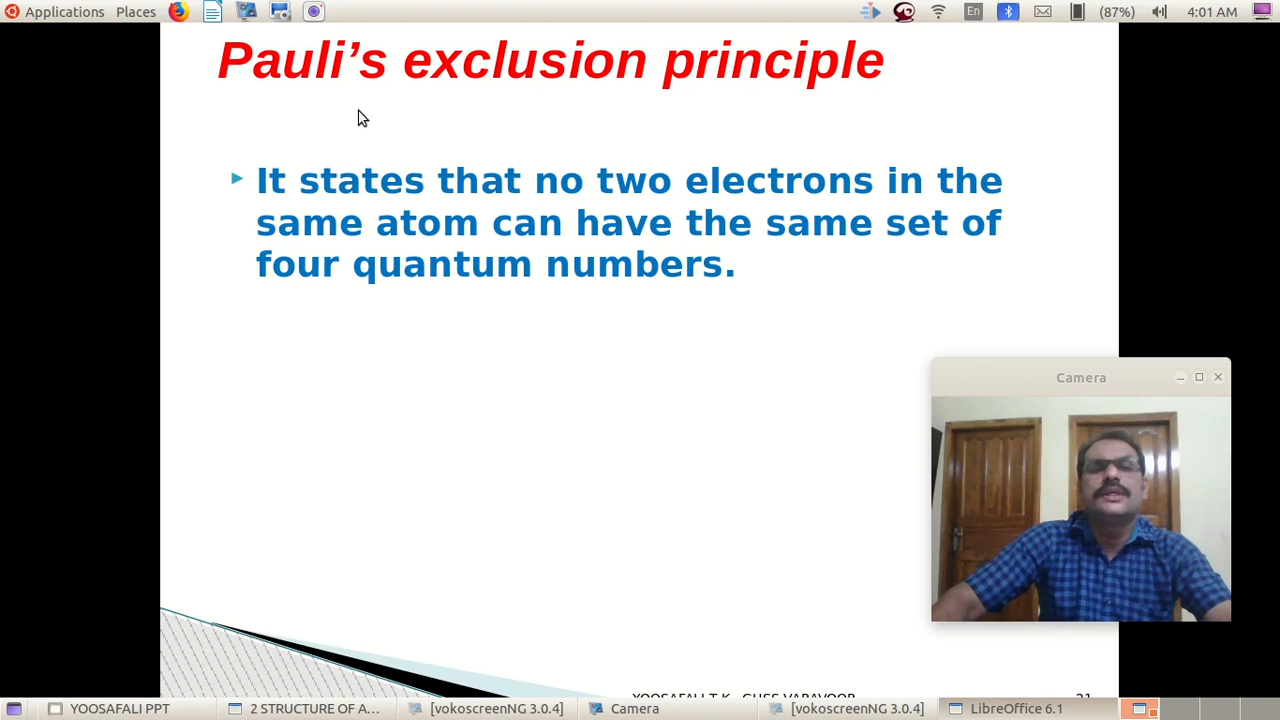 Applications Places En (87%) 4:01 AM
Pauli’s exclusion principle
It states that no two electrons in the
same atom can have the same set of
four quantum numbers.
Camera
YOOSAFALI PPT 2 STRUCTURE OF A... [vokoscreenNG 3.0.4] Camera [vokoscreenNG 3.0.4] LibreOffice 6.1